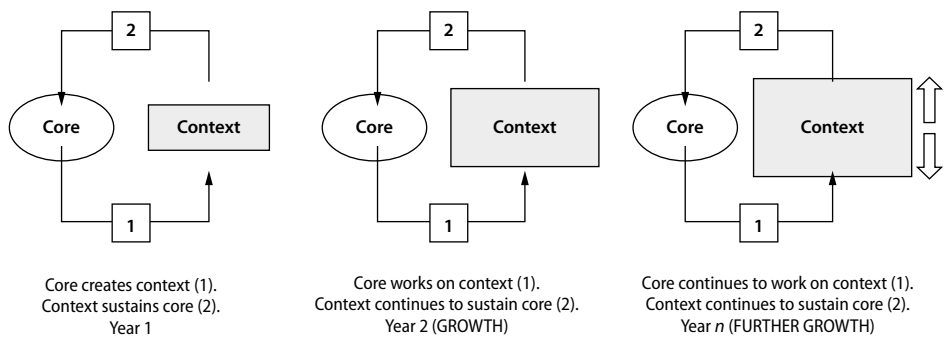 2
Core
Context
1
Core creates context (1).
Context sustains core (2).
Year 1
2
Core
Context
1
Core works on context (1).
Context continues to sustain core (2).
Year 2 (GROWTH)
2
Core
Context
1
Core continues to work on context (1).
Context continues to sustain core (2).
Year n (FURTHER GROWTH)